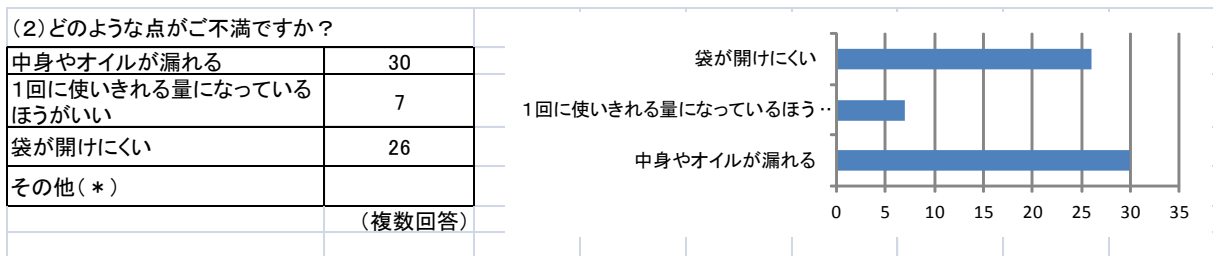 (2)どのような点がご不満ですか?
中身やオイルが漏れる 30
1回に使いきれる量になっている
ほうがいい
7
袋が開けにくい 26
その他(*)
(複数回答)
袋が開けにくい
1回に使いきれる量になっているほう‥
中身やオイルが漏れる
0 5 10 15 20 25 30 35